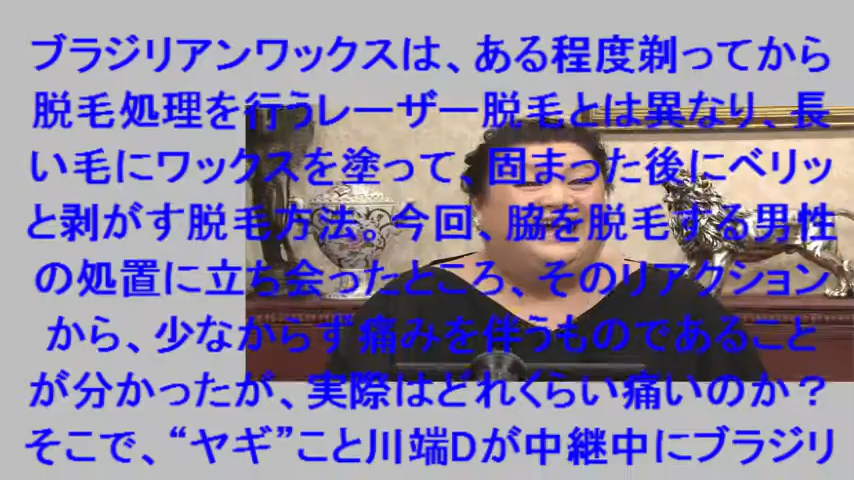 ブラジリアンワックスは、ある程度剃ってから
脱毛処理を行うレーザー脱毛とは異なり、長
い毛にワックスを塗って、固まった後にベリッ
と剥がす脱毛方法。今回、脇を脱毛する男性
の処置に立ち会ったところ、そのリアクション
から、少なからず痛みを伴うものであること
が分かったが、実際はどれくらい痛いのか？
そこで、“ヤギ”こと川端Dが中継中にブラジリ